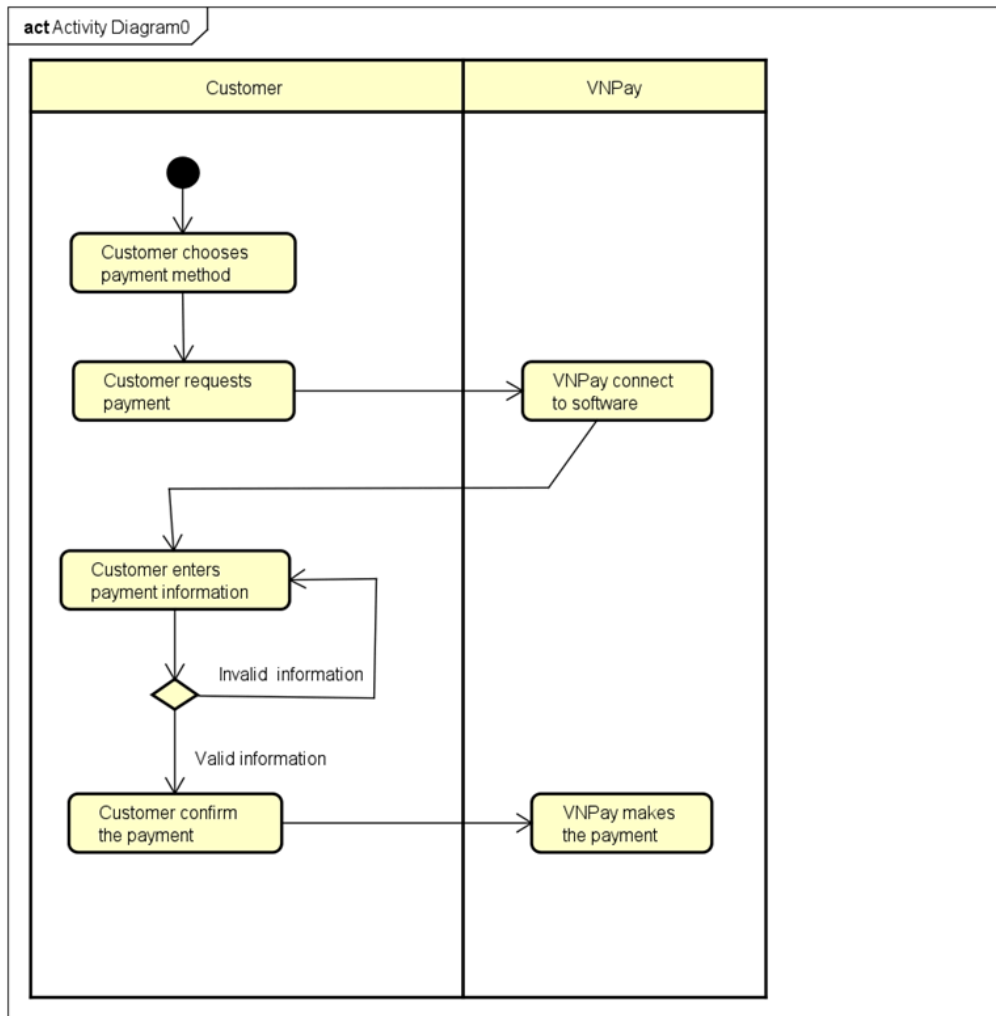 act Activity Diagram0
Customer
VNPay
Customer chooses
payment method
Customer requests
payment
VNPay connect
to software
Customer enters
payment information
Invalid  information
Valid information
Customer confirm
the payment
VNPay makes
the payment